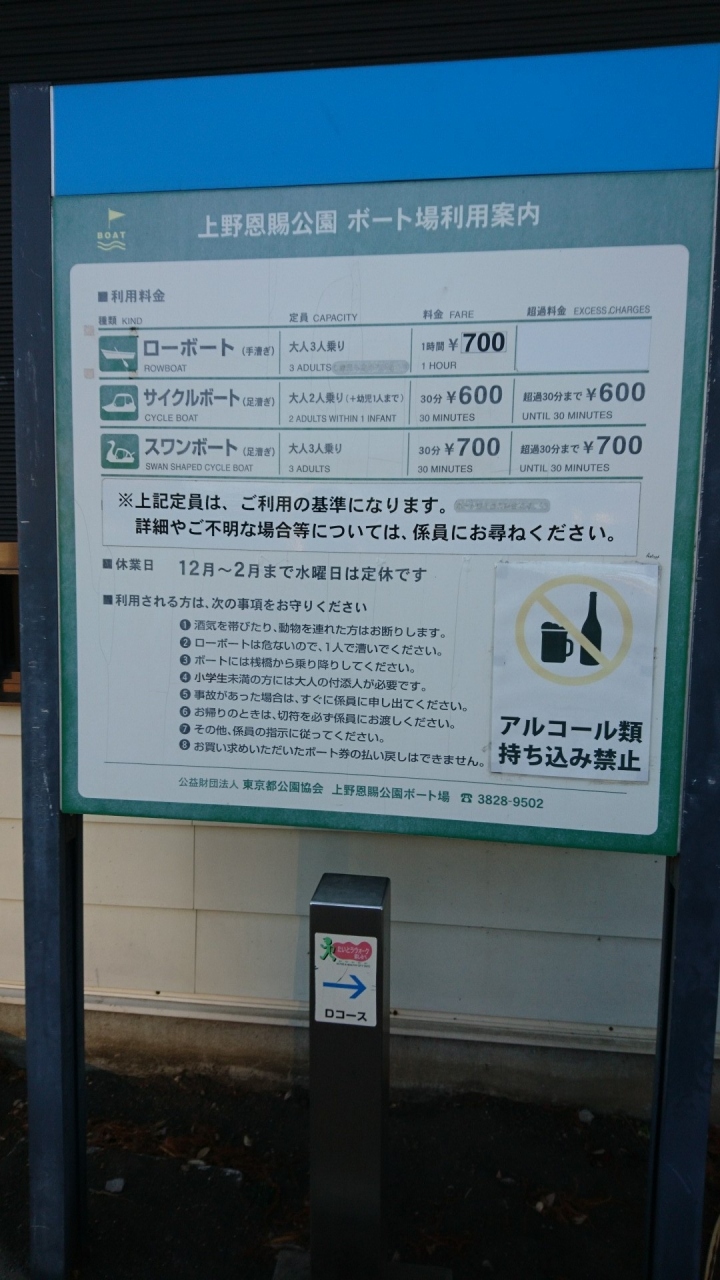 BOAT
上野恩賜公園 ボート場利用案内
■利用料金
種類 KIND 定員 CAPACITY 料金 FARE 超過料金 EXCESS.CHARGES
ローボート（手漕ぎ） 大人3人乗り 1時間 ￥700
ROWBOAT 3 ADULTS 1 HOUR
サイクルボート（足漕ぎ） 大人2人乗り（＋幼児1人まで） 30分 ￥600 超過30分まで ￥600
CYCLE BOAT 2 ADULTS WITHIN 1 INFANT 30 MINUTES UNTIL 30 MINUTES
スワンボート（足漕ぎ） 大人3人乗り 30分 ￥700 超過30分まで ￥700
SWAN SHAPED CYCLE BOAT 3 ADULTS 30 MINUTES UNTIL 30 MINUTES
※上記定員は、ご利用の基準になります。
詳細やご不明な場合等については、係員にお尋ねください。
■休業日 12月～2月まで水曜日は定休です
■利用される方は、次の事項をお守りください
❶酒気を帯びたり、動物を連れた方はお断りします。
❷ローボートは危ないので、1人で漕いでください。
❸ボートには桟橋から乗り降りしてください。
❹小学生未満の方には大人の付添人が必要です。
❺事故があった場合は、すぐに係員に申し出てください。
❻お帰りのときは、切符を必ず係員にお渡しください。
❼その他、係員の指示に従ってください。
❽お買い求めいただいたボート券の払い戻しはできません。
アルコール類
持ち込み禁止
公益財団法人 東京都公園協会 上野恩賜公園ボート場 ☎ 3828-9502
Dコース